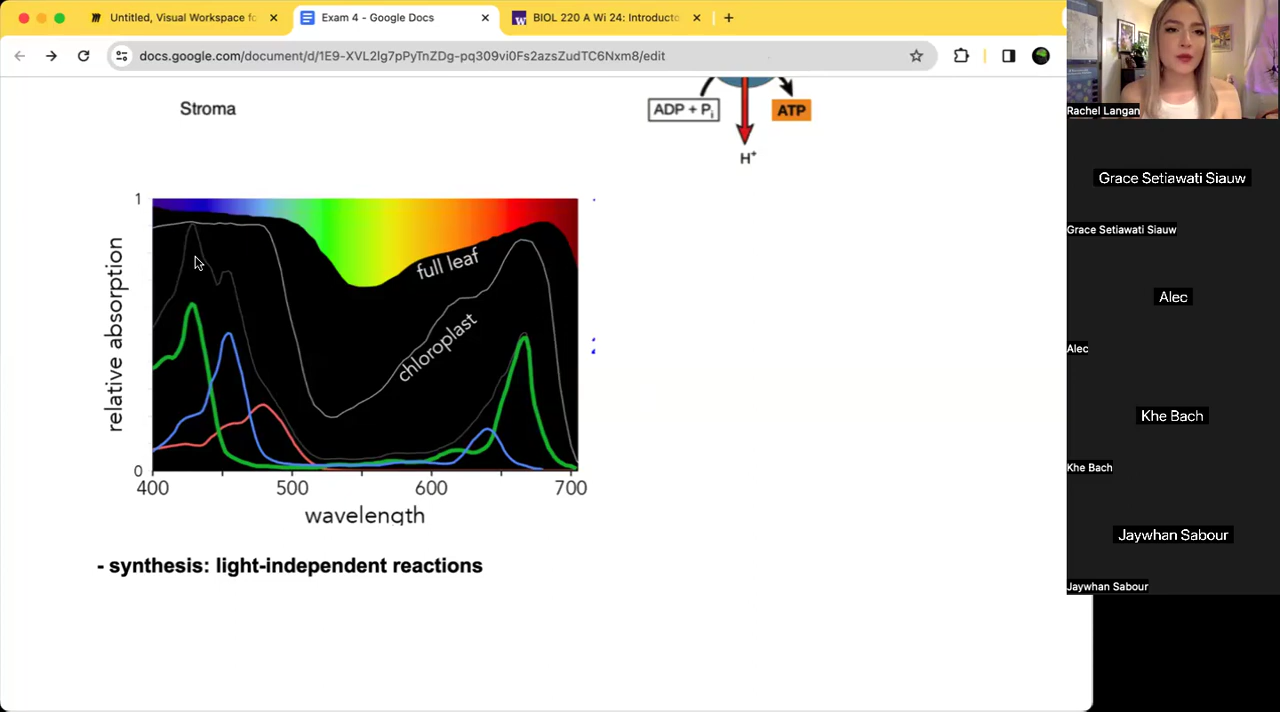 Untitled, Visual Workspace fo
Exam 4 - Google Docs
BIOL 220 A Wi 24: Introducto
docs.google.com/document/d/1E9-XVL2lg7pPyTnZDg-pq309vi0Fs2azsZudTC6Nxm8/edit
Stroma
ADP + Pi
ATP
H+
1
relative absorption
full leaf
chloroplast
0
400
500
600
700
wavelength
- synthesis: light-independent reactions
Rachel Langan
Grace Setiawati Siauw
Grace Setiawati Siauw
Alec
Alec
Khe Bach
Khe Bach
Jaywhan Sabour
Jaywhan Sabour